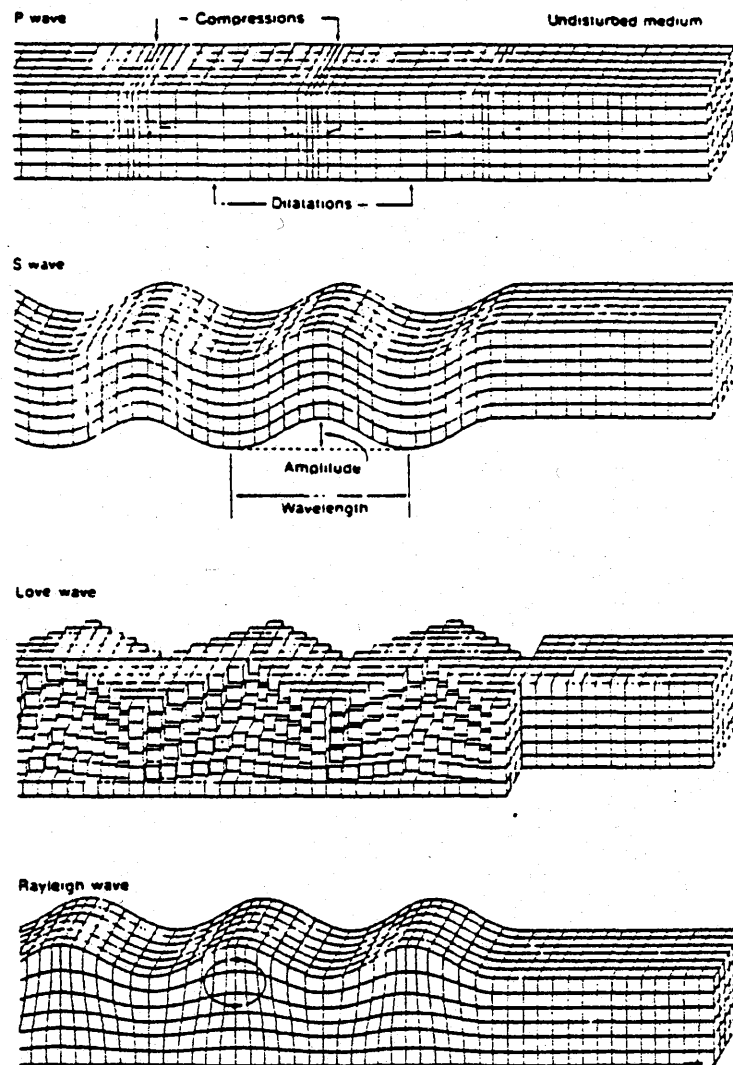 P wave
- Compressions -
Undisturbed medium
- Dilatations -
S wave
Amplitude
Wavelength
Love wave
Rayleigh wave